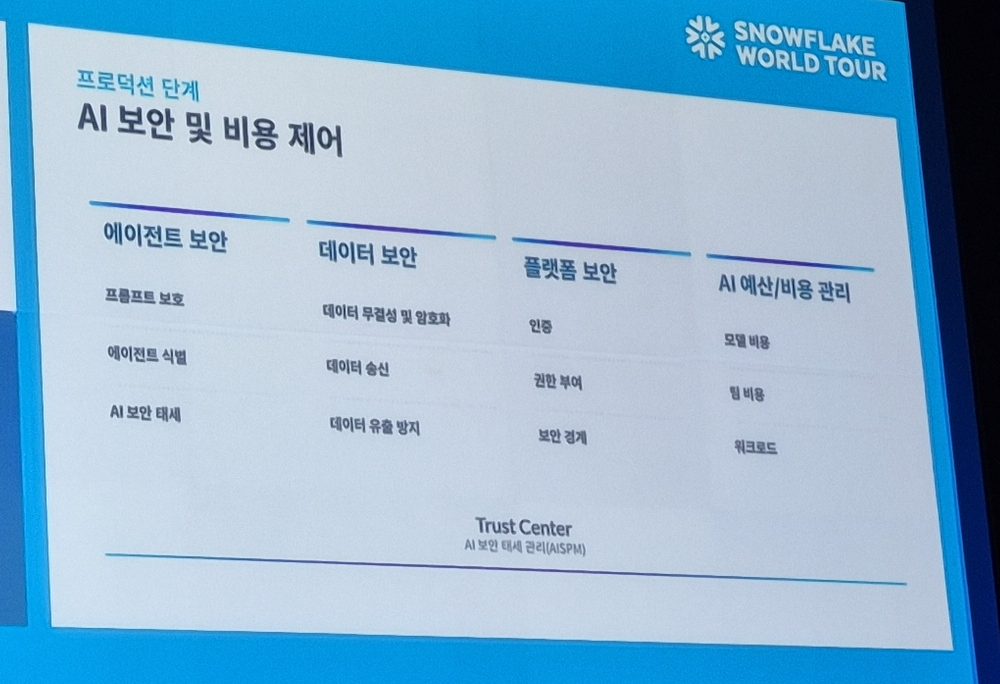 SNOWFLAKE
WORLD TOUR
프로덕션 단계
AI 보안 및 비용 제어
에이전트 보안
프롬프트 보호
에이전트 식별
AI 보안 태세
데이터 보안
데이터 무결성 및 암호화
데이터 송신
데이터 유출 방지
플랫폼 보안
인증
권한 부여
보안 경계
AI 예산/비용 관리
모델 비용
팀 비용
워크로드
Trust Center
AI 보안 태세 관리(AISPM)